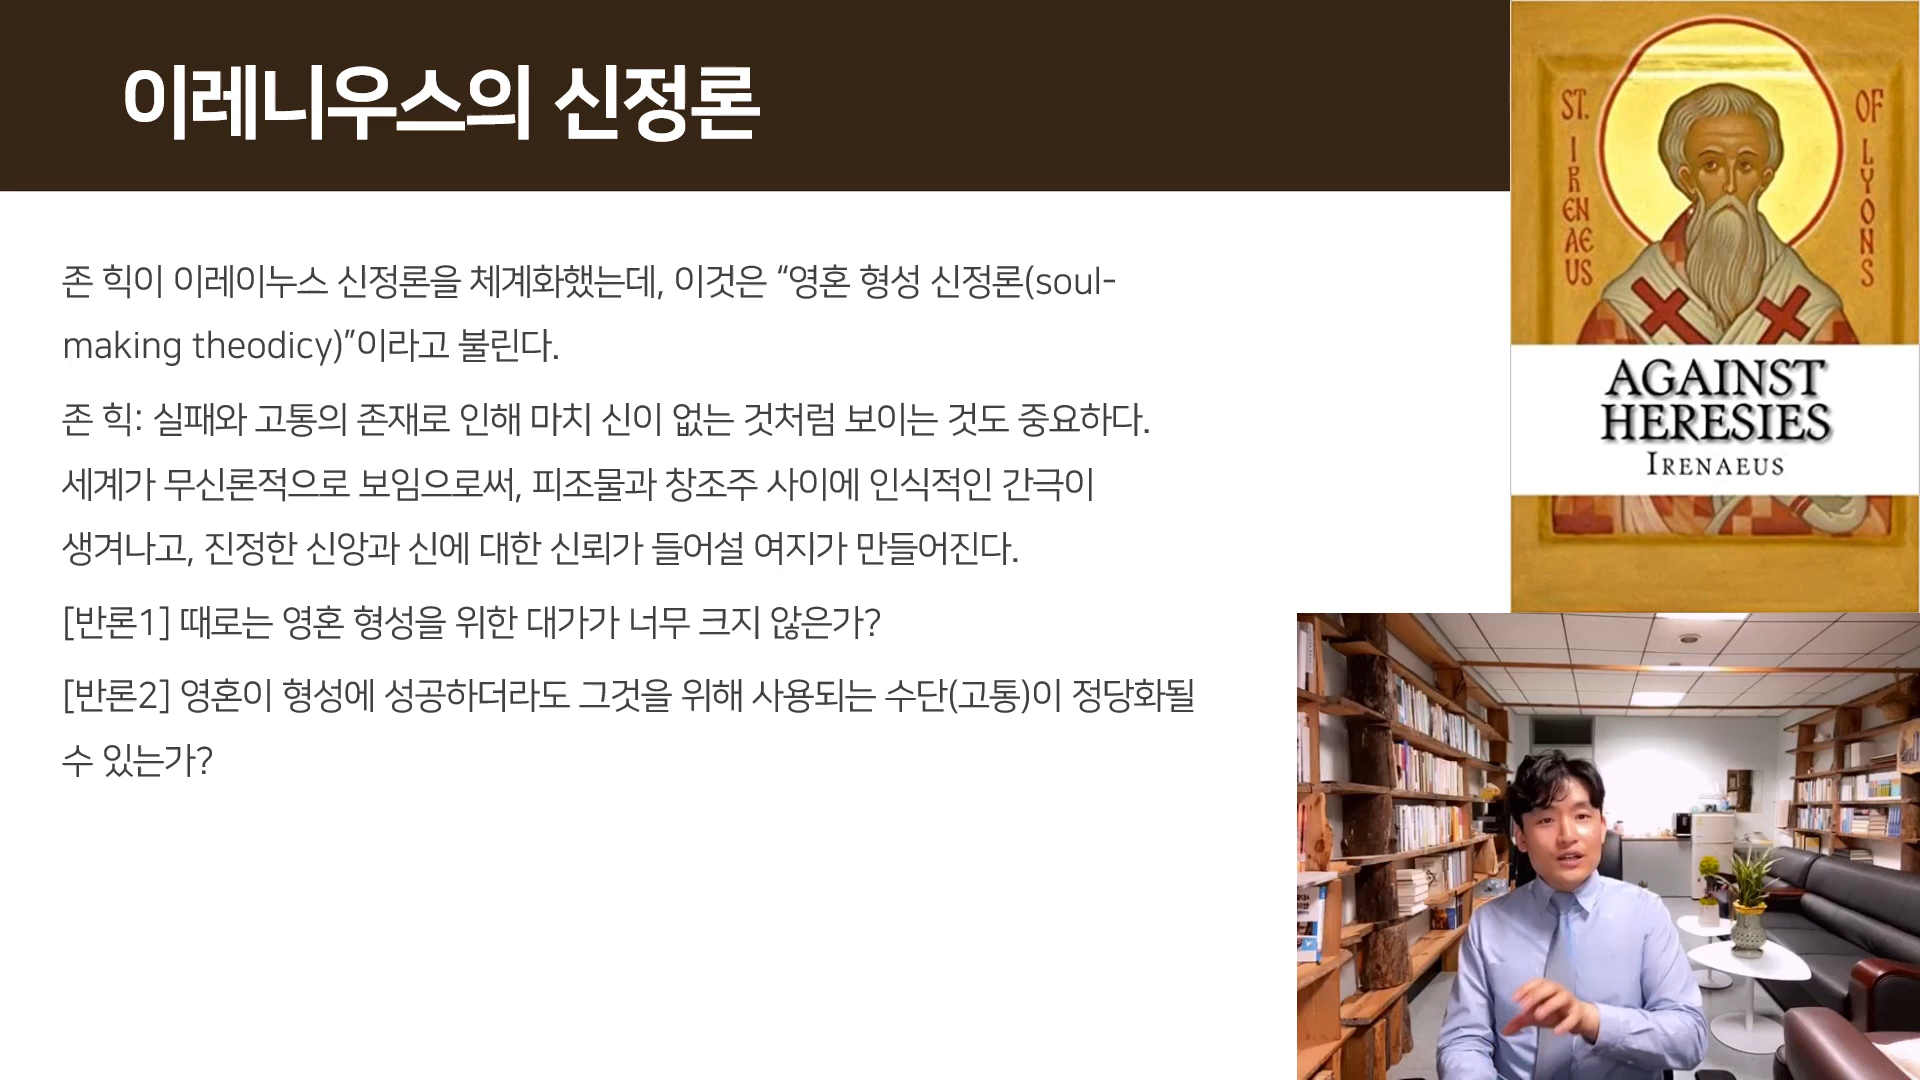 이레니우스의 신정론
존 힉이 이레이누스 신정론을 체계화했는데, 이것은 “영혼 형성 신정론(soul-
making theodicy)”이라고 불린다.
존 힉: 실패와 고통의 존재로 인해 마치 신이 없는 것처럼 보이는 것도 중요하다.
세계가 무신론적으로 보임으로써, 피조물과 창조주 사이에 인식적인 간극이
생겨나고, 진정한 신앙과 신에 대한 신뢰가 들어설 여지가 만들어진다.
[반론1] 때로는 영혼 형성을 위한 대가가 너무 크지 않은가?
[반론2] 영혼이 형성에 성공하더라도 그것을 위해 사용되는 수단(고통)이 정당화될
수 있는가?
ST.
IRENAEUS
OF
LYONS
AGAINST
HERESIES
IRENAEUS